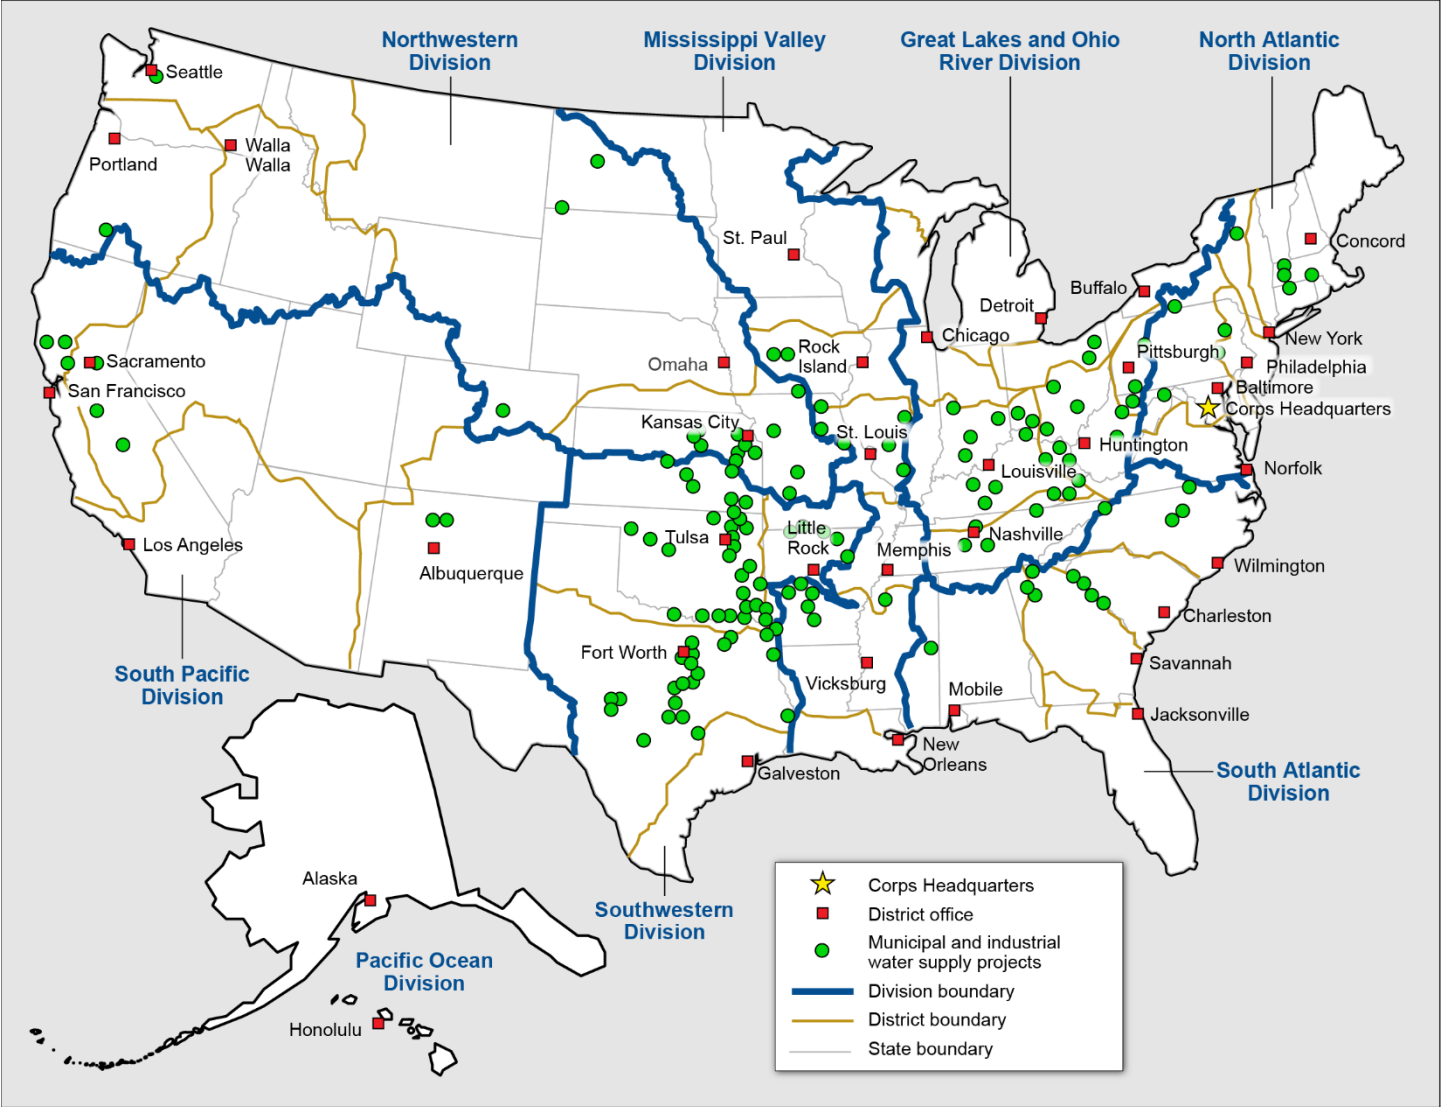 Northwestern
Division
Mississippi Valley
Division
Great Lakes and Ohio
River Division
North Atlantic
Division
Seattle
Portland
Walla
Walla
St. Paul
Concord
Buffalo
Detroit
Chicago
New York
Rock
Island
Omaha
Pittsburgh
Philadelphia
Baltimore
Corps Headquarters
Sacramento
San Francisco
Kansas City
St. Louis
Huntington
Louisville
Norfolk
Los Angeles
Albuquerque
Tulsa
Little
Rock
Memphis
Nashville
Wilmington
Charleston
Fort Worth
Vicksburg
Savannah
Mobile
Jacksonville
New
Orleans
Galveston
South Pacific
Division
South Atlantic
Division
Southwestern
Division
Alaska
Pacific Ocean
Division
Honolulu
Corps Headquarters
District office
Municipal and industrial
water supply projects
Division boundary
District boundary
State boundary